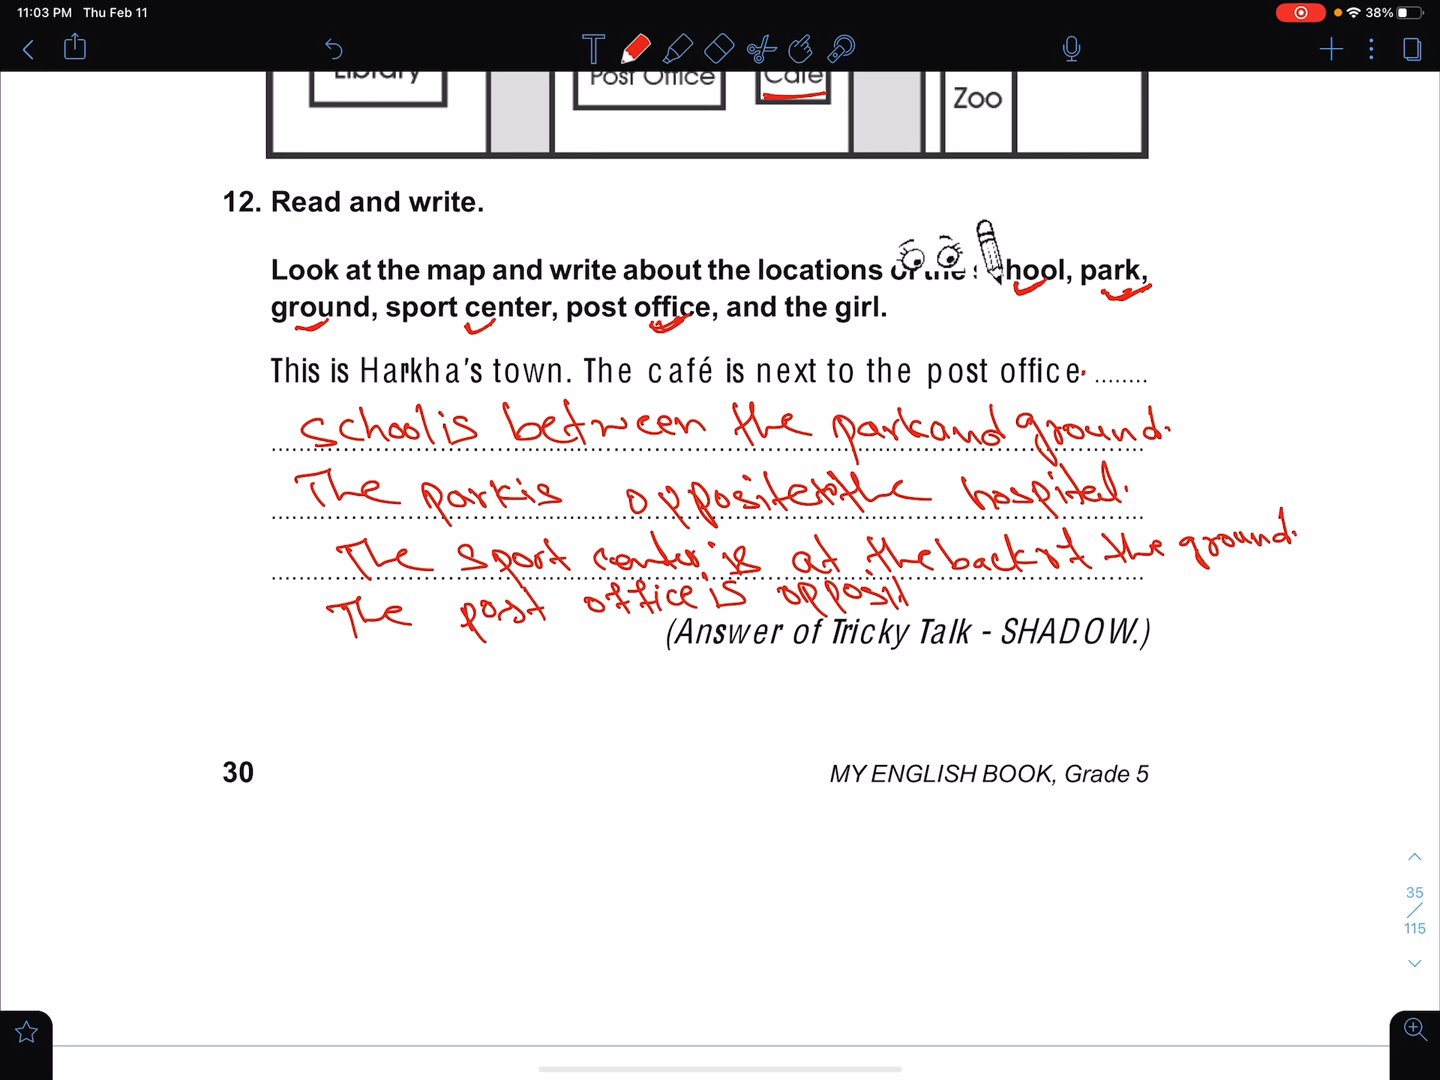 11:03 PM Thu Feb 11
38%
Library
Post Office
Cafe
Zoo
12. Read and write.
Look at the map and write about the locations of the school, park,
ground, sport center, post office, and the girl.
This is Harkha's town. The café is next to the post office. ........
School is between the park and ground.
The park is opposite to the hospital.
The sport center is at the back of the ground.
The post office is opposit
(Answer of Tricky Talk - SHADOW.)
30
MY ENGLISH BOOK, Grade 5
35
115